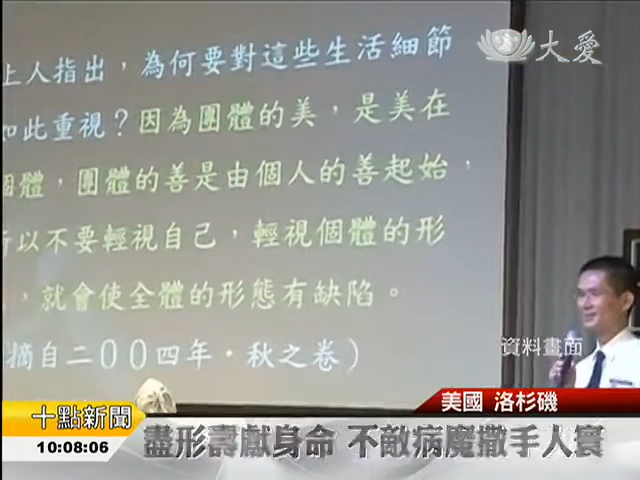 大愛
上人指出，為何要對這些生活細節
如此重視？因為團體的美，是美在
個體，團體的善是由個人的善起始，
所以不要輕視自己，輕視個體的形
，就會使全體的形態有缺陷。
摘自二００四年．秋之卷）
資料畫面
美國 洛杉磯
十點新聞
10:08:06
盡形壽獻身命 不敵病魔撒手人寰